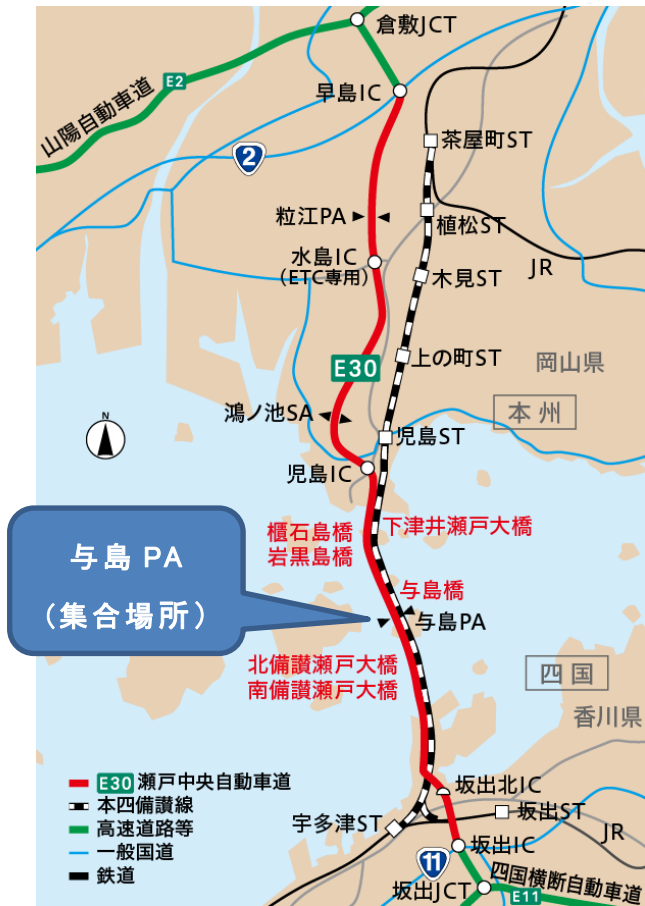 倉敷JCT
E2
山陽自動車道
早島IC
2
茶屋町ST
粒江PA
植松ST
水島IC
(ETC専用)
木見ST
JR
E30
上の町ST
岡山県
本州
鴻ノ池SA
N
児島ST
児島IC
櫃石島橋
岩黒島橋
下津井瀬戸大橋
与島 PA
(集合場所)
与島橋
与島PA
北備讃瀬戸大橋
南備讃瀬戸大橋
四国
香川県
E30 瀬戸中央自動車道
本四備讃線
高速道路等
一般国道
鉄道
坂出北IC
坂出ST
宇多津ST
JR
坂出IC
11
坂出JCT
四国横断自動車道
E11